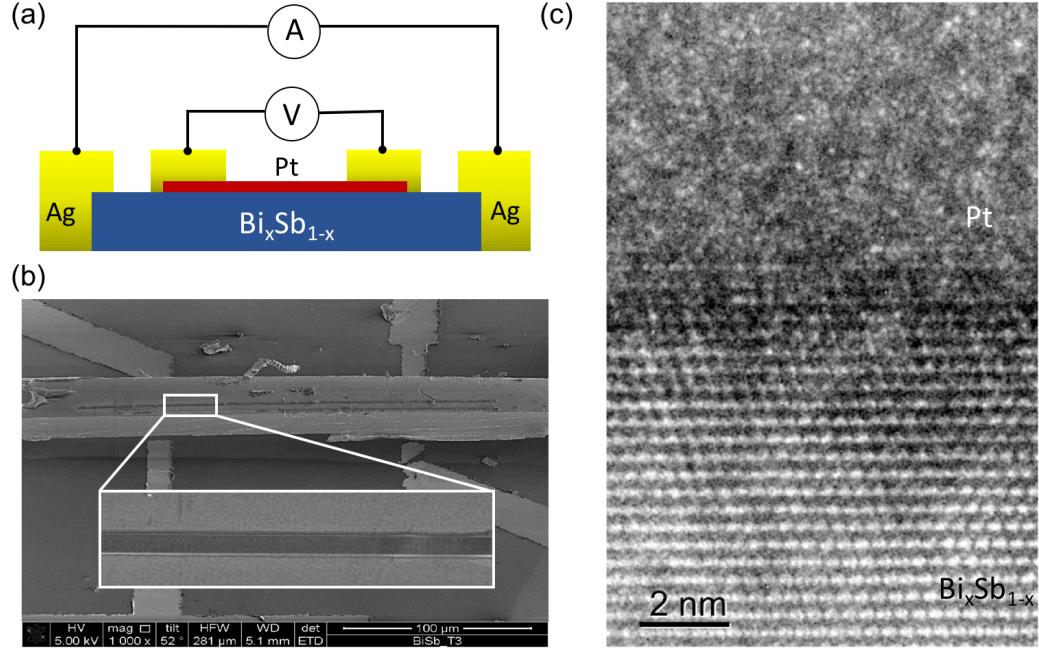 (a)
A
V
Pt
Ag
Ag
BiₓSb₁₋ₓ
(b)
HV
mag
tilt
HFW
WD
det
100 µm
5.00 kV
1 000 x
52 °
281 µm
5.1 mm
ETD
BiSb_T3
(c)
Pt
BiₓSb₁₋ₓ
2 nm